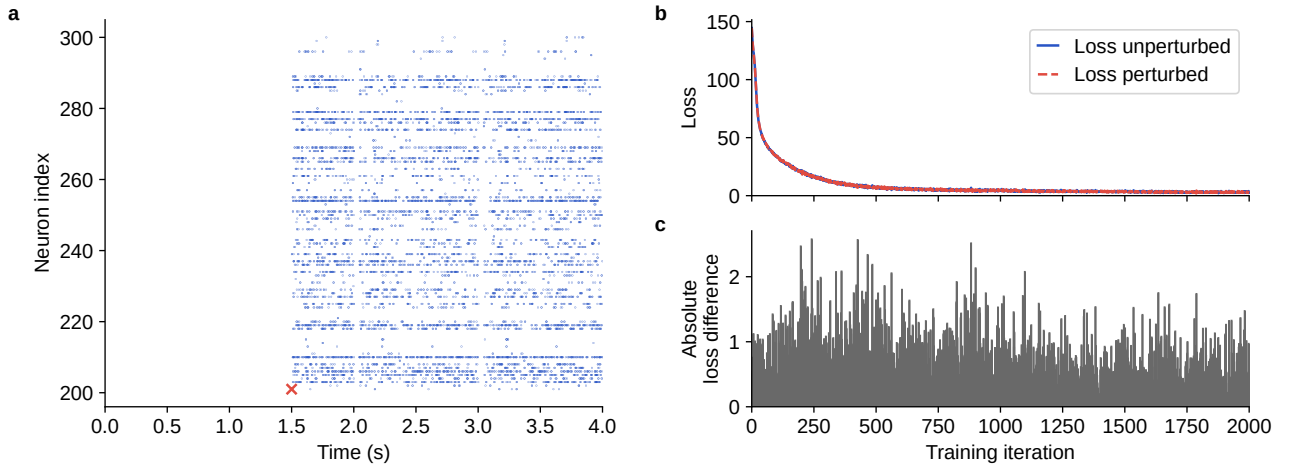 a
300
280
260
240
220
200
Neuron index
0.0 0.5 1.0 1.5 2.0 2.5 3.0 3.5 4.0
Time (s)
b
150
100
50
0
Loss
Loss unperturbed
Loss perturbed
c
2
1
0
Absolute
loss difference
0 250 500 750 1000 1250 1500 1750 2000
Training iteration